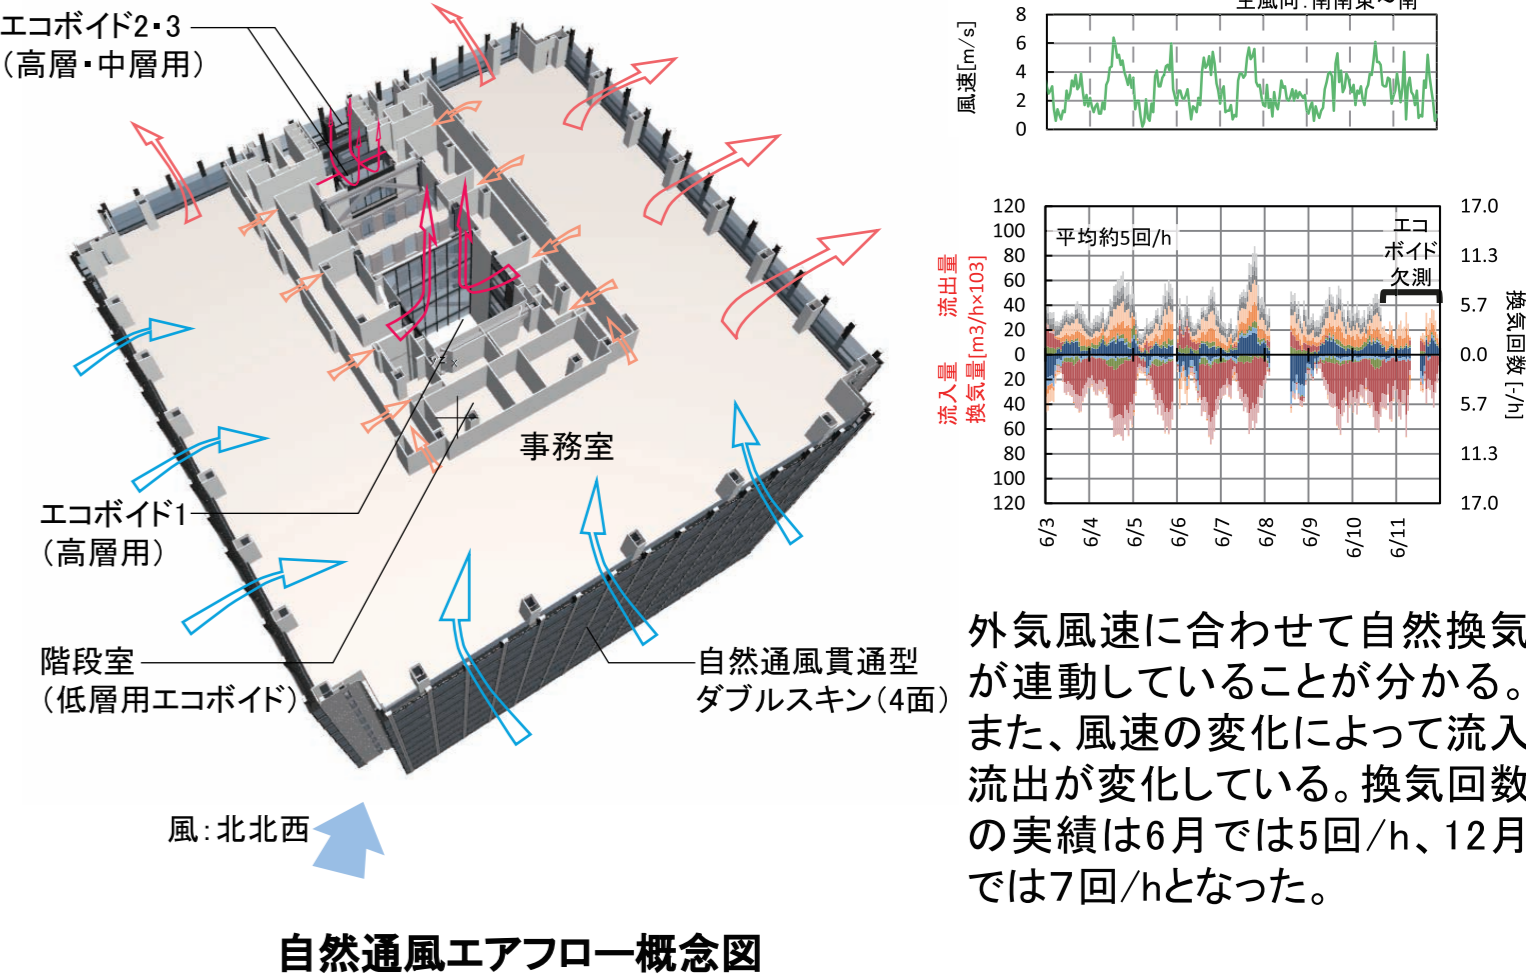 エコボイド2・3
（高層・中層用）
エコボイド1
（高層用）
階段室
（低層用エコボイド）
事務室
自然通風貫通型
ダブルスキン（4面）
風：北北西
自然通風エアフロー概念図
主風向：南南東～南
風速[m/s]
8
6
4
2
0
流出量
流入量
換気量[m3/h×103]
120
100
80
60
40
20
0
20
40
60
80
100
120
平均約5回/h
エコ
ボイド
欠測
17.0
11.3
5.7
0.0
5.7
11.3
17.0
換気回数 [-/h]
6/3
6/4
6/5
6/6
6/7
6/8
6/9
6/10
6/11
外気風速に合わせて自然換気
が連動していることが分かる。
また、風速の変化によって流入
流出が変化している。換気回数
の実績は6月では5回/h、12月
では７回/hとなった。